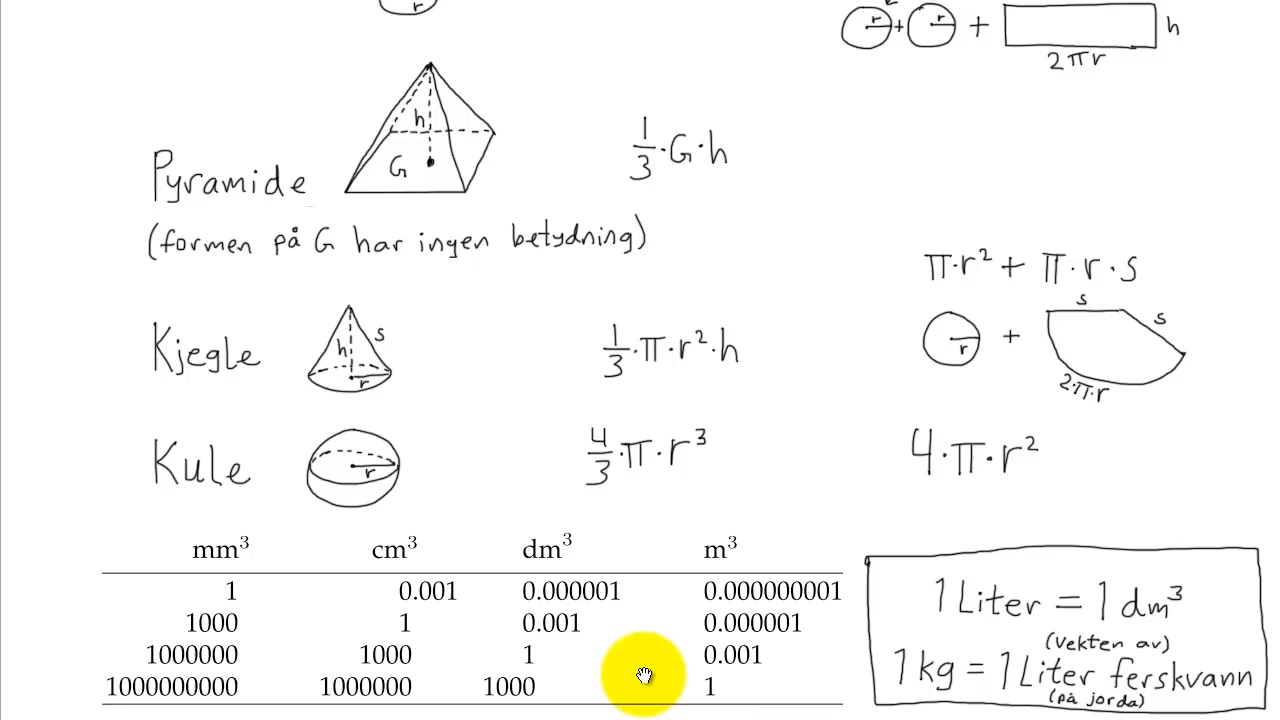 r
r + r + h
2πr
h
G
Pyramide
1/3·G·h
(formen på G har ingen betydning)
π·r² + π·r·s
s
s
r
+
2·π·r
Kjegle
h
s
r
1/3·π·r²·h
Kule
r
4/3·π·r³
4·π·r²
mm³ cm³ dm³ m³
1 0.001 0.000001 0.000000001
1000 1 0.001 0.000001
1000000 1000 1 0.001
1000000000 1000000 1000 1
1 Liter = 1 dm³
(vekten av)
1 kg = 1 Liter ferskvann
(på jorda)